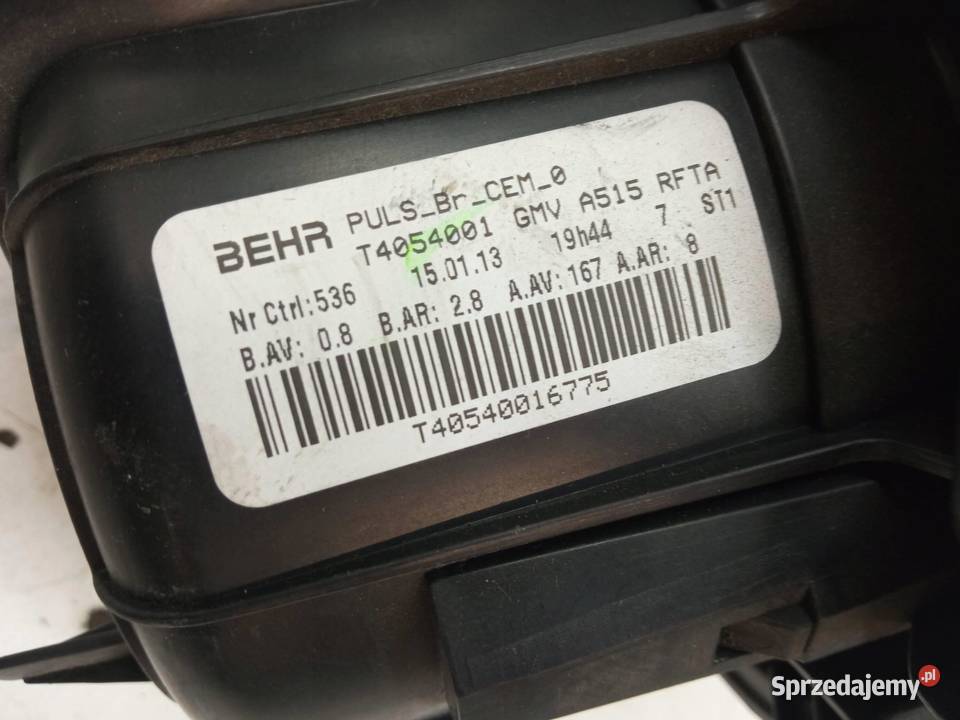 BEHR PULS_Br_CEM_0
T4054001 GMV A515 RFTA
Nr Ctrl:536 15.01.13 19h44 7 ST1
B.AV: 0.8 B.AR: 2.8 A.AV:167 A.AR: 8
T40540016775
Sprzedajemy.pl